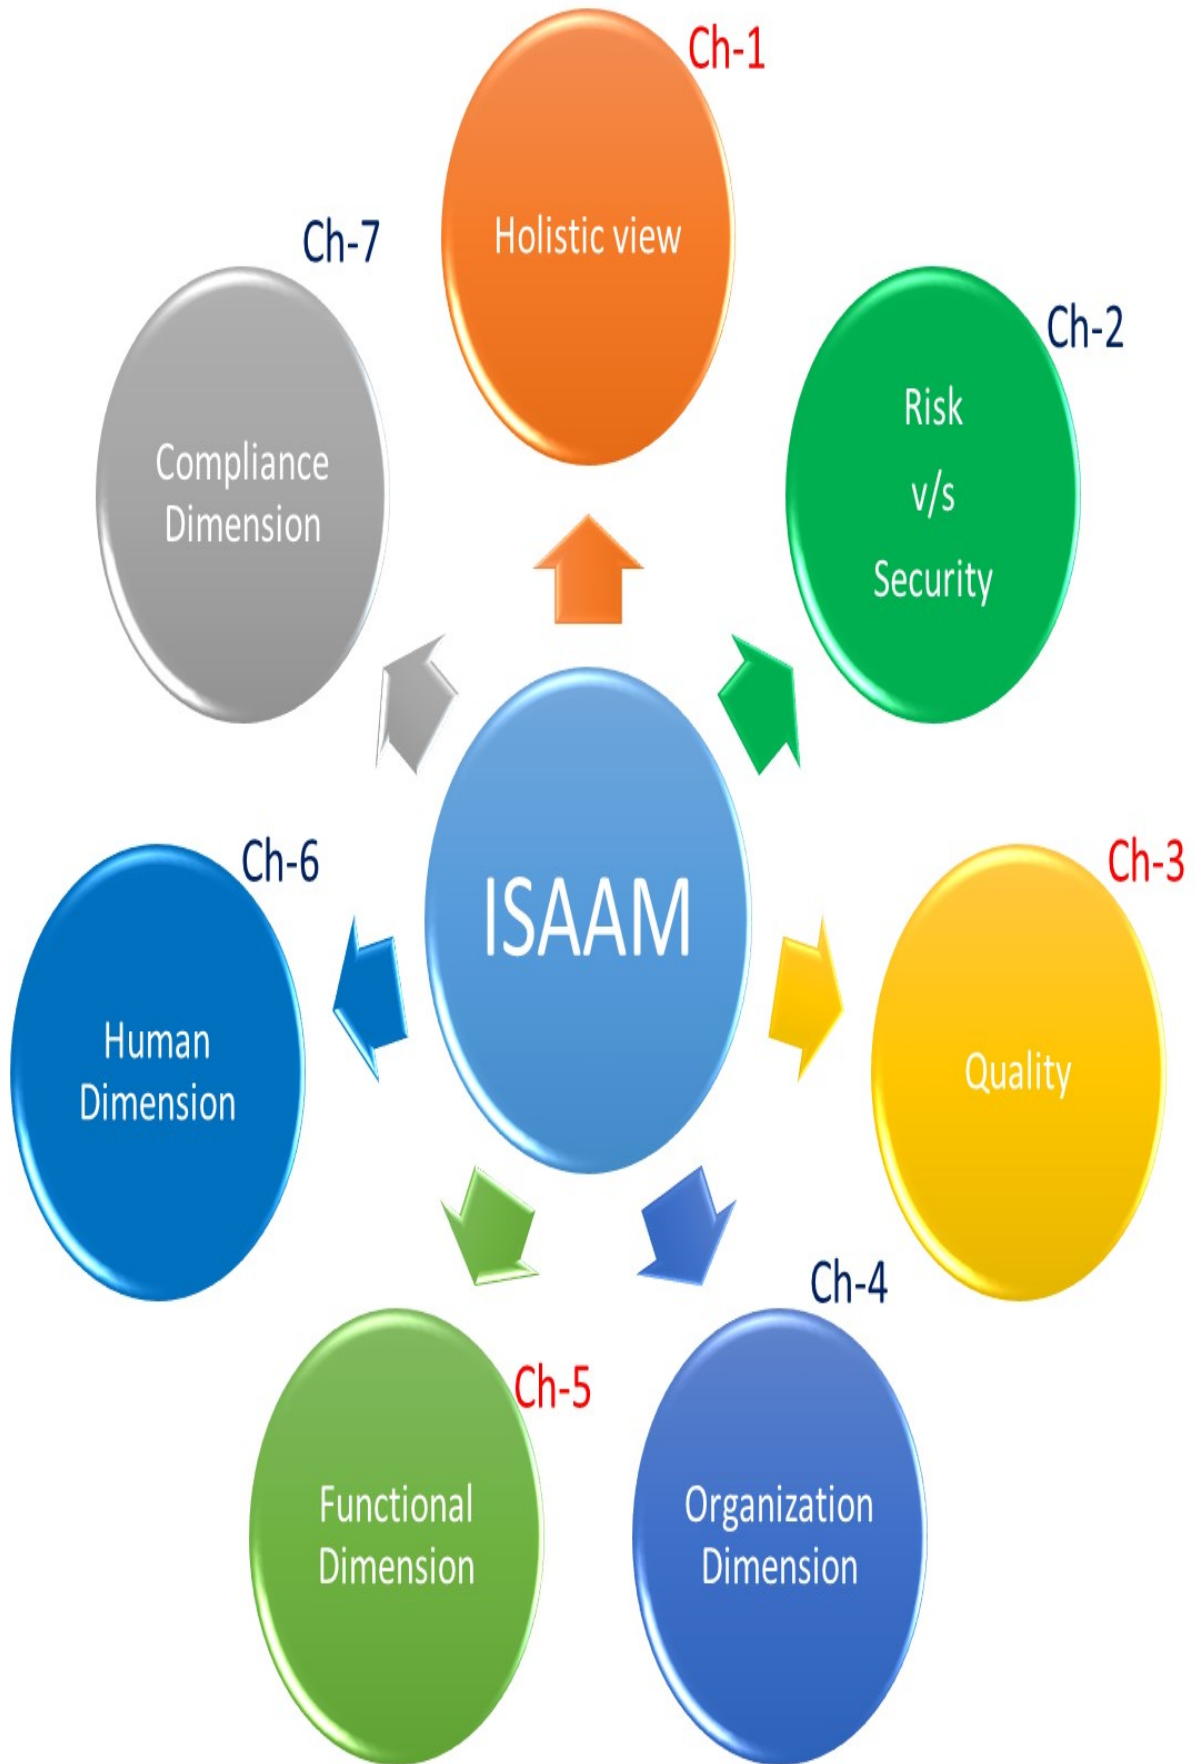 Ch-1
Holistic view
Ch-2
Risk
v/s
Security
Ch-3
Quality
Ch-4
Organization
Dimension
Ch-5
Functional
Dimension
Ch-6
Human
Dimension
Ch-7
Compliance
Dimension
ISAAM